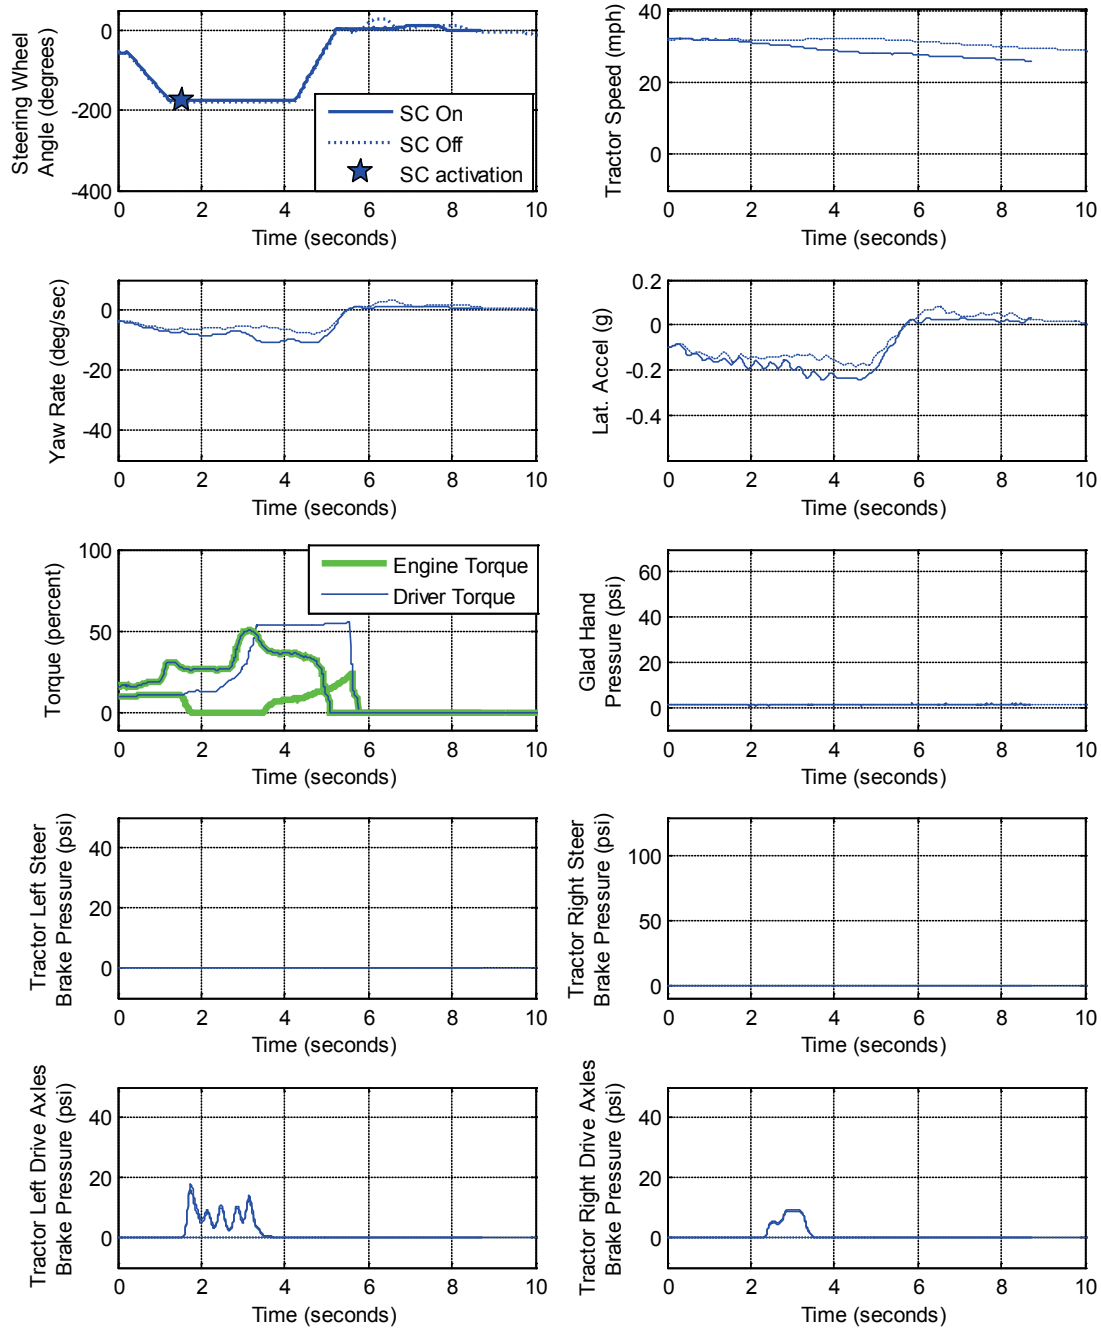 Steering Wheel
Angle (degrees)
0
-200
-400
SC On
SC Off
SC activation
0 2 4 6 8 10
Time (seconds)
Tractor Speed (mph)
40
20
0
0 2 4 6 8 10
Time (seconds)
Yaw Rate (deg/sec)
0
-20
-40
0 2 4 6 8 10
Time (seconds)
Lat. Accel (g)
0.2
0
-0.2
-0.4
0 2 4 6 8 10
Time (seconds)
Torque (percent)
100
50
0
Engine Torque
Driver Torque
0 2 4 6 8 10
Time (seconds)
Glad Hand
Pressure (psi)
60
40
20
0
0 2 4 6 8 10
Time (seconds)
Tractor Left Steer
Brake Pressure (psi)
40
20
0
0 2 4 6 8 10
Time (seconds)
Tractor Right Steer
Brake Pressure (psi)
100
50
0
0 2 4 6 8 10
Time (seconds)
Tractor Left Drive Axles
Brake Pressure (psi)
40
20
0
0 2 4 6 8 10
Time (seconds)
Tractor Right Drive Axles
Brake Pressure (psi)
40
20
0
0 2 4 6 8 10
Time (seconds)